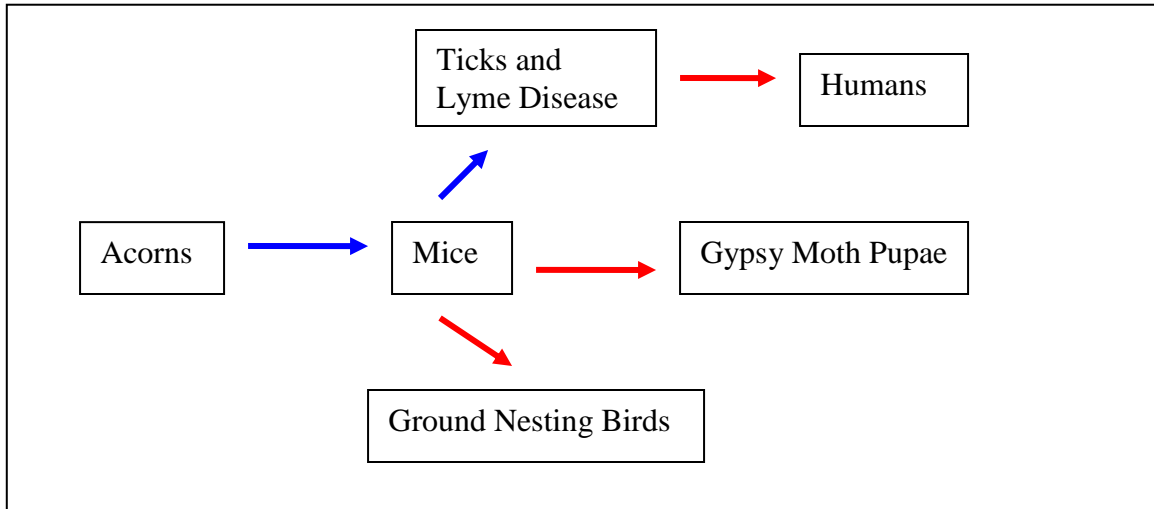 Ticks and
Lyme Disease
Humans
Acorns
Mice
Gypsy Moth Pupae
Ground Nesting Birds